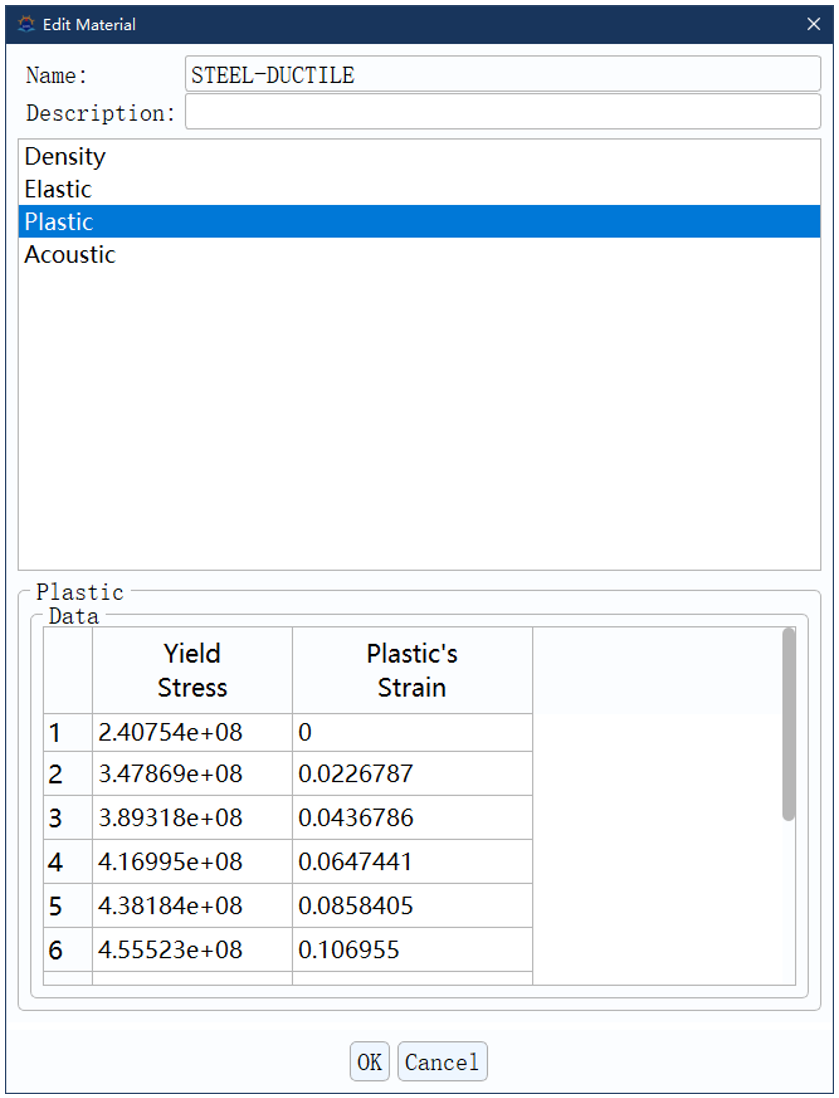 Edit Material
Name: STEEL-DUCTILE
Description:
Density
Elastic
Plastic
Acoustic
Plastic
Data
Yield Stress Plastic's Strain
1 2.40754e+08 0
2 3.47869e+08 0.0226787
3 3.89318e+08 0.0436786
4 4.16995e+08 0.0647441
5 4.38184e+08 0.0858405
6 4.55523e+08 0.106955
OK Cancel